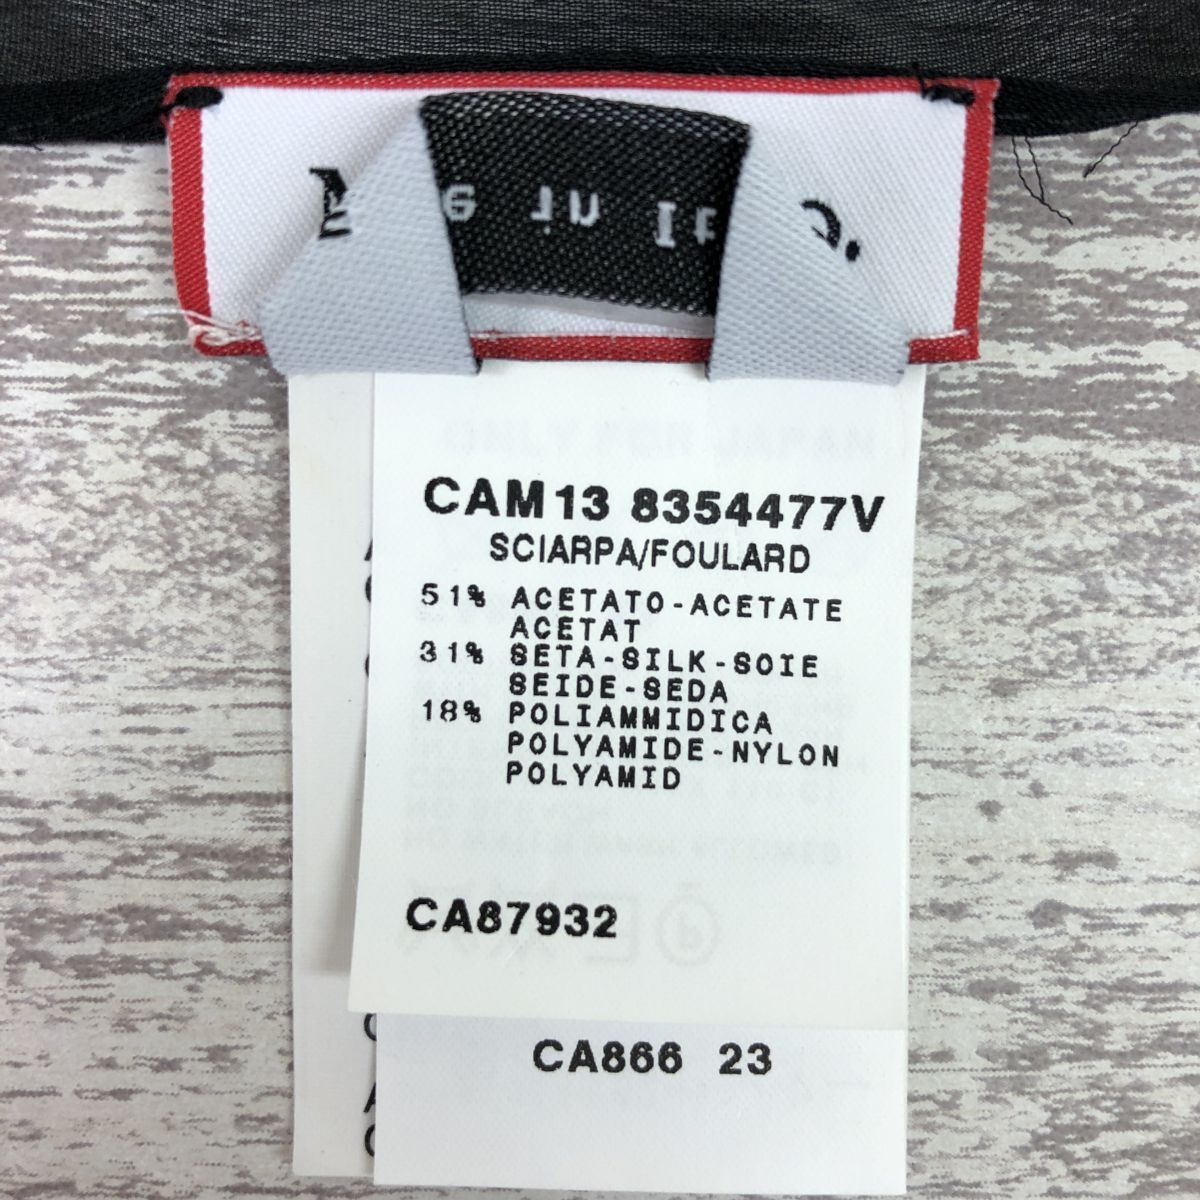 CAM13 8354477V
SCIARPA/FOULARD
51% ACETATO-ACETATE
ACETAT
31% SETA-SILK-SOIE
SEIDE-SEDA
18% POLIAMMIDICA
POLYAMIDE-NYLON
POLYAMID
CA87932
CA866 23